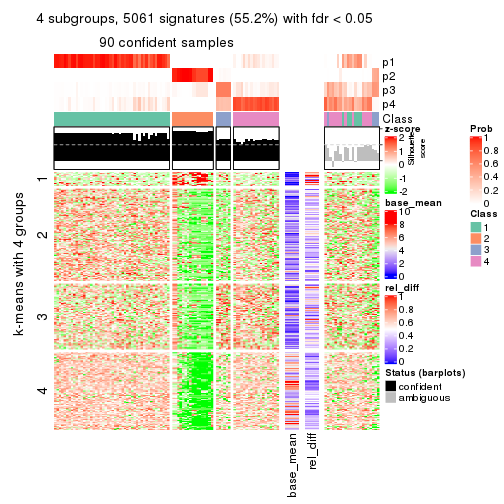 4 subgroups, 5061 signatures (55.2%) with fdr < 0.05
90 confident samples
p1
p2
p3
p4
Class
Silhouette
score
k-means with 4 groups
1
2
3
4
base_mean
rel_diff
z-score
2
1
0
-1
-2
base_mean
10
8
6
4
2
0
rel_diff
1
0.8
0.6
0.4
0.2
0
Status (barplots)
confident
ambiguous
Prob
1
0.8
0.6
0.4
0.2
0
Class
1
2
3
4